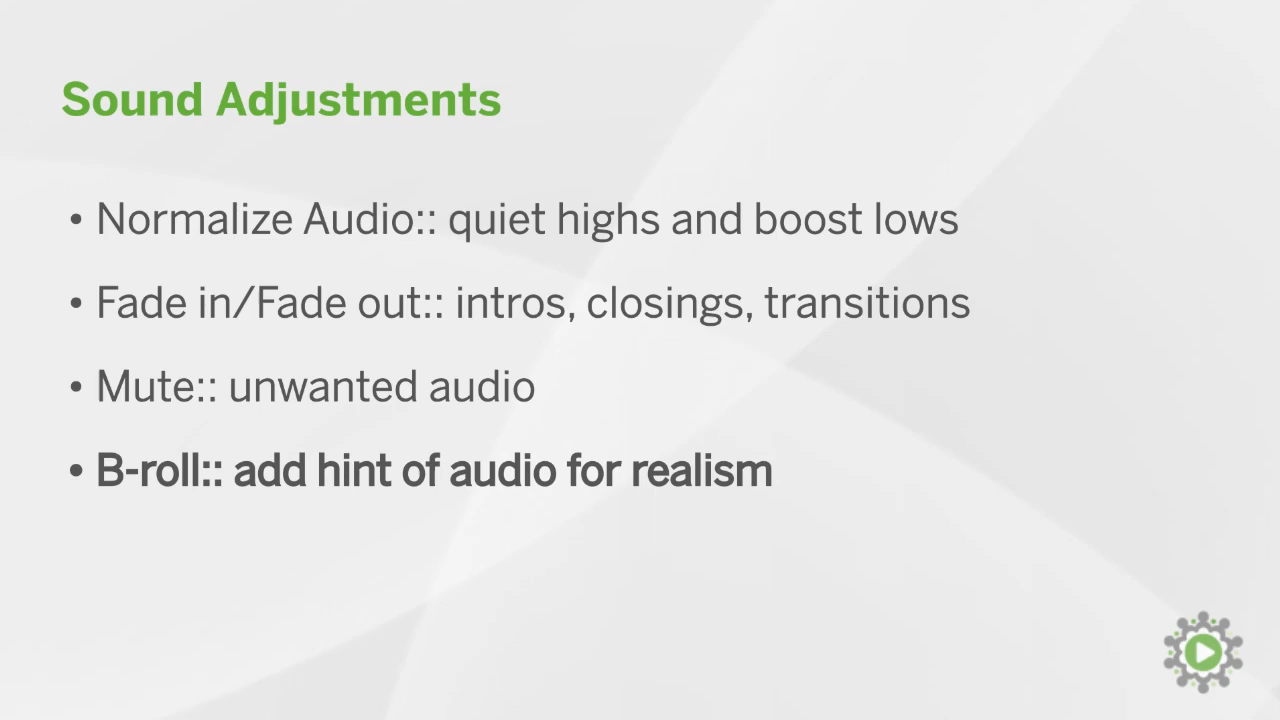 Sound Adjustments
• Normalize Audio:: quiet highs and boost lows
• Fade in/Fade out:: intros, closings, transitions
• Mute:: unwanted audio
• B-roll:: add hint of audio for realism